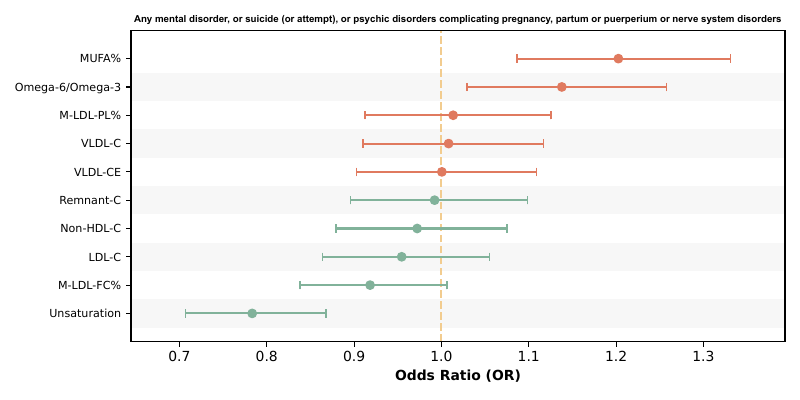 Any mental disorder, or suicide (or attempt), or psychic disorders complicating pregnancy, partum or puerperium or nerve system disorders
MUFA%
Omega-6/Omega-3
M-LDL-PL%
VLDL-C
VLDL-CE
Remnant-C
Non-HDL-C
LDL-C
M-LDL-FC%
Unsaturation
0.7 0.8 0.9 1.0 1.1 1.2 1.3
Odds Ratio (OR)